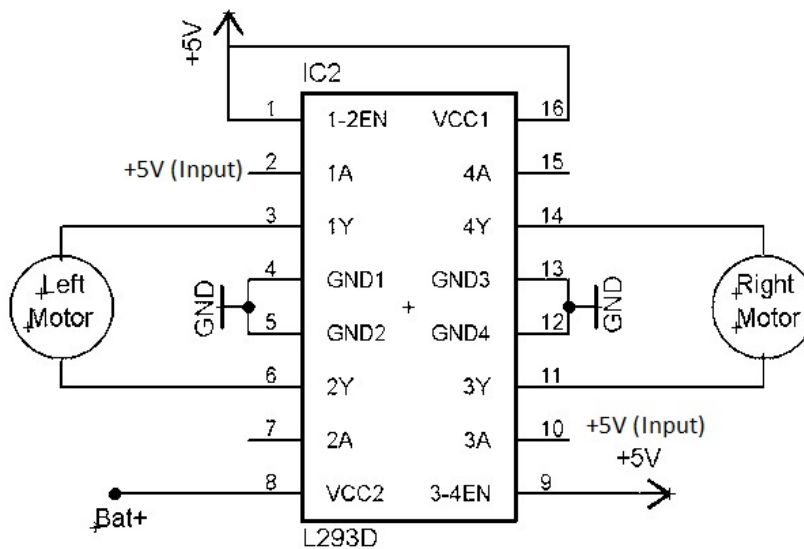 +5V
IC2
1 1-2EN VCC1 16
+5V (Input) 2 1A 4A 15
3 1Y 4Y 14
4 GND1 GND3 13
Left Motor
GND
GND
Right Motor
5 GND2 GND4 12
6 2Y 3Y 11
7 2A 3A 10 +5V (Input)
+5V
8 VCC2 3-4EN 9
Bat+
L293D